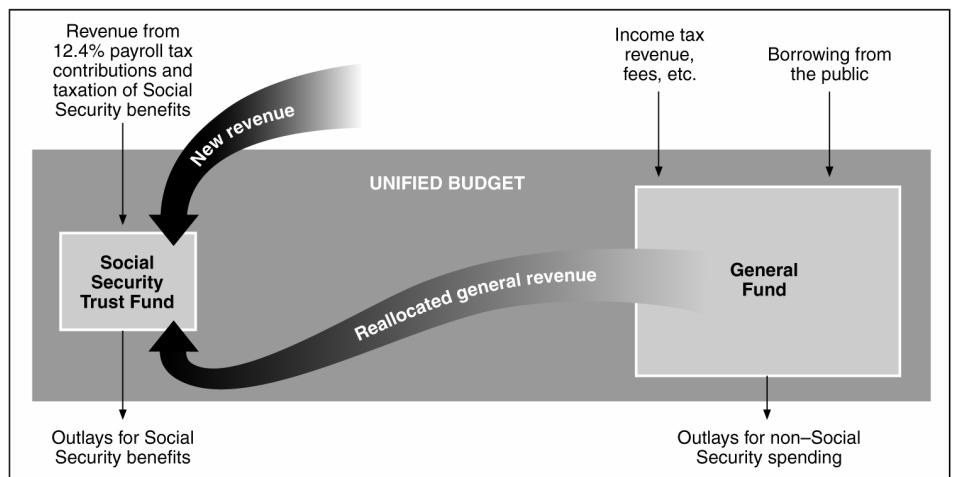 Revenue from
12.4% payroll tax
contributions and
taxation of Social
Security benefits
Income tax
revenue,
fees, etc.
Borrowing from
the public
New revenue
UNIFIED BUDGET
Social
Security
Trust Fund
Reallocated general revenue
General
Fund
Outlays for Social
Security benefits
Outlays for non–Social
Security spending